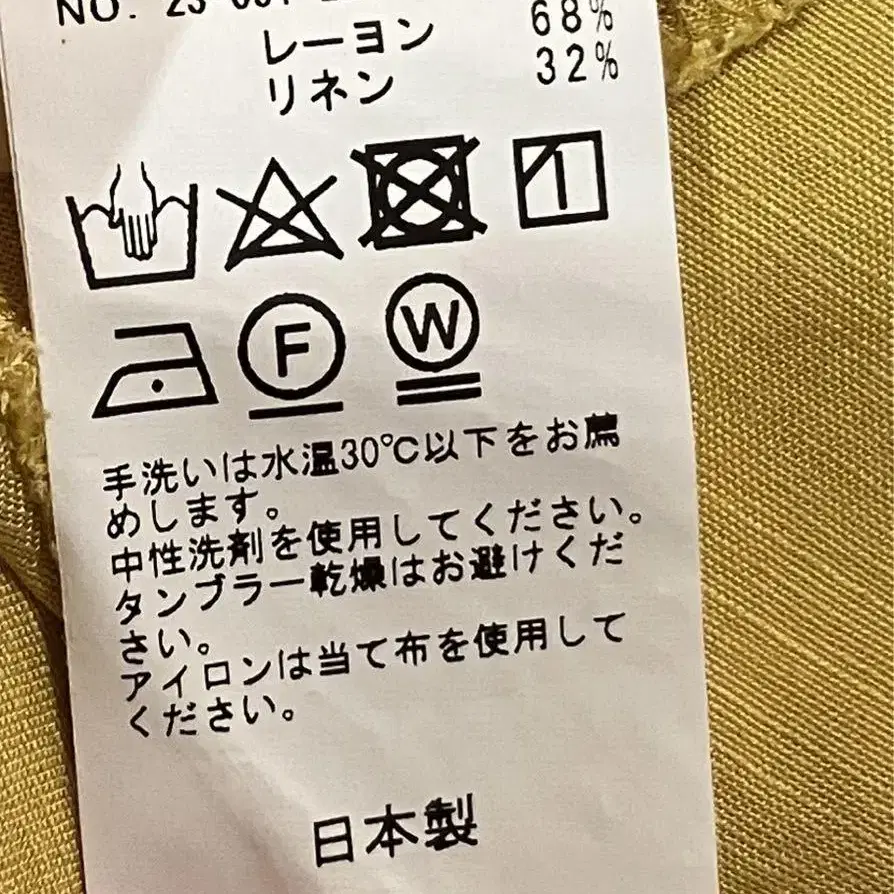 NO. 23
レーヨン 68%
リネン 32%
F W
手洗いは水温30℃以下をお薦
めします。
中性洗剤を使用してください。
タンブラー乾燥はお避けくだ
さい。
アイロンは当て布を使用して
ください。
日本製